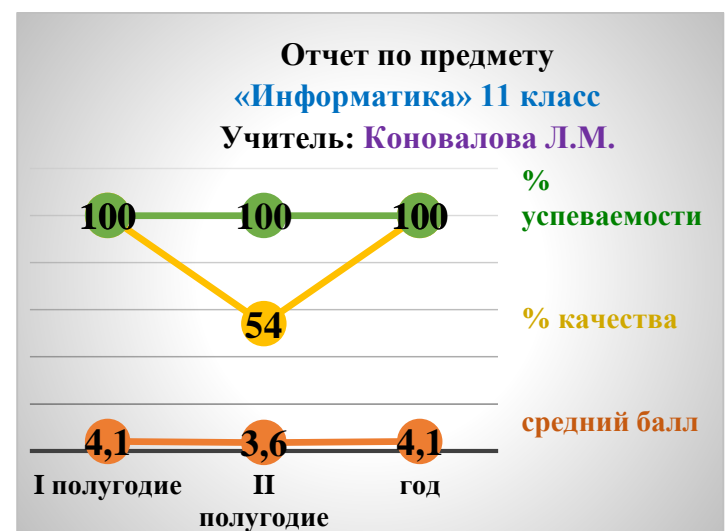 Отчет по предмету
«Информатика» 11 класс
Учитель: Коновалова Л.М.
%
успеваемости
100 100 100
54
% качества
средний балл
4,1 3,6 4,1
I полугодие II год
полугодие